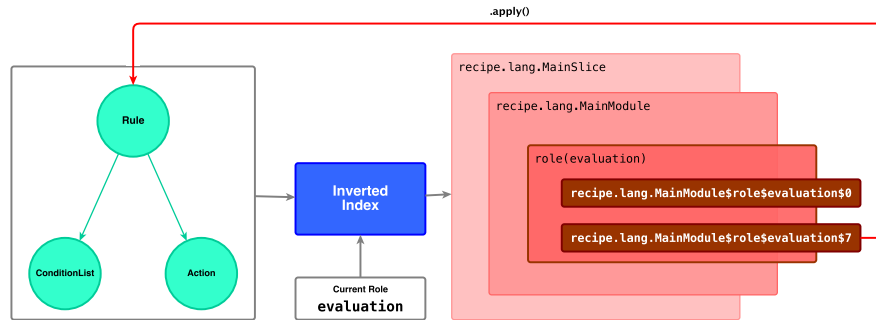 .apply()
Rule
ConditionList
Action
Inverted
Index
Current Role
evaluation
recipe.lang.MainSlice
recipe.lang.MainModule
role(evaluation)
recipe.lang.MainModule$role$evaluation$0
recipe.lang.MainModule$role$evaluation$7